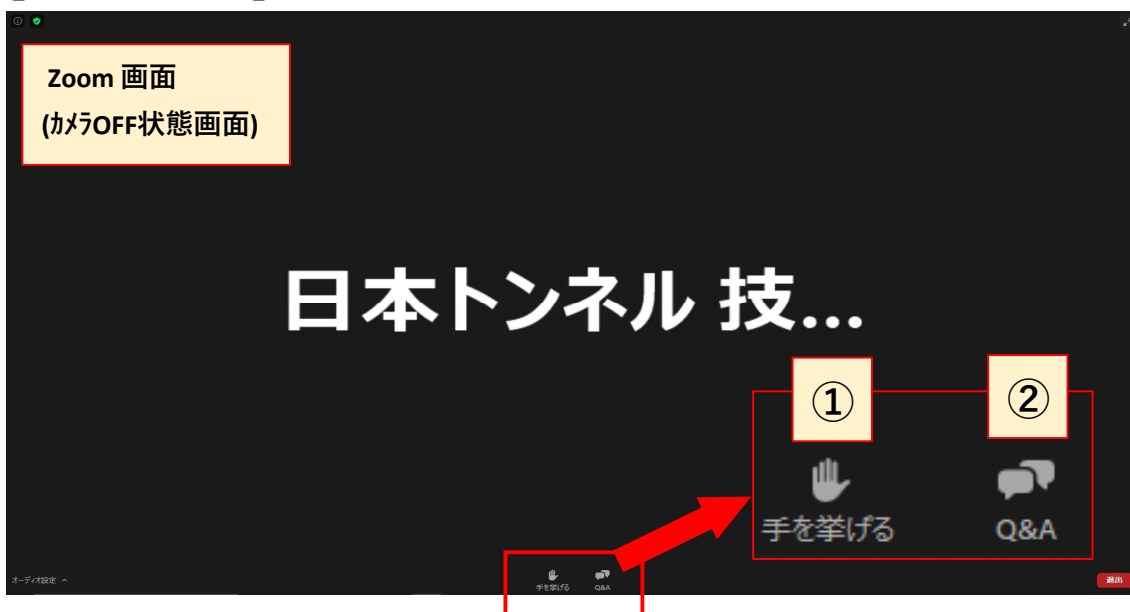 Zoom 画面
(ｶﾒﾗOFF状態画面)
日本トンネル 技...
① ②
手を挙げる Q&A
オーディオ設定 ^ 手を挙げる Q&A 退出